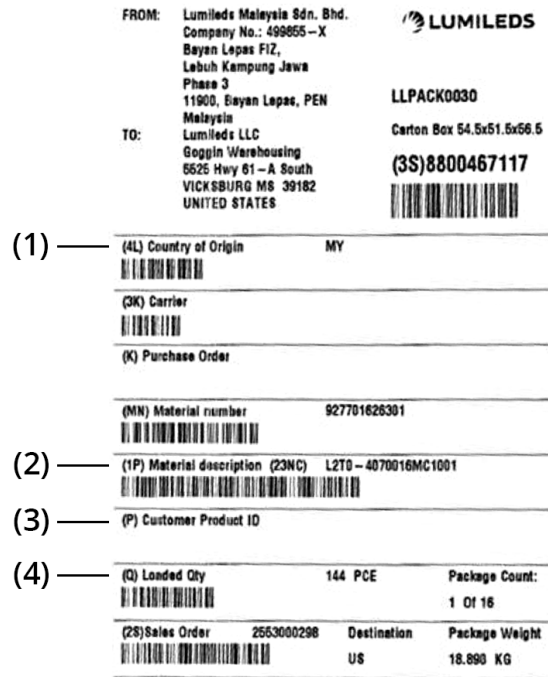 FROM: Lumileds Malaysia Sdn. Bhd.
Company No.: 499855-X
Bayan Lepas FIZ,
Lebuh Kampung Jawa
Phase 3
11900, Bayan Lepas, PEN
Malaysia
LUMILEDS
LLPACK0030
TO: Lumileds LLC
Goggin Warehousing
5525 Hwy 61-A South
VICKSBURG MS 39182
UNITED STATES
Carton Box 54.5x51.5x56.5
(3S)8800467117
(1)
(4L) Country of Origin MY
(3K) Carrier
(K) Purchase Order
(MN) Material number 927701626301
(2)
(1P) Material description (23NC) L2T0-4070016MC1001
(3)
(P) Customer Product ID
(4)
(Q) Loaded Qty 144 PCE Package Count:
1 Of 16
(2S)Sales Order 2553000298 Destination Package Weight
US 18.890 KG